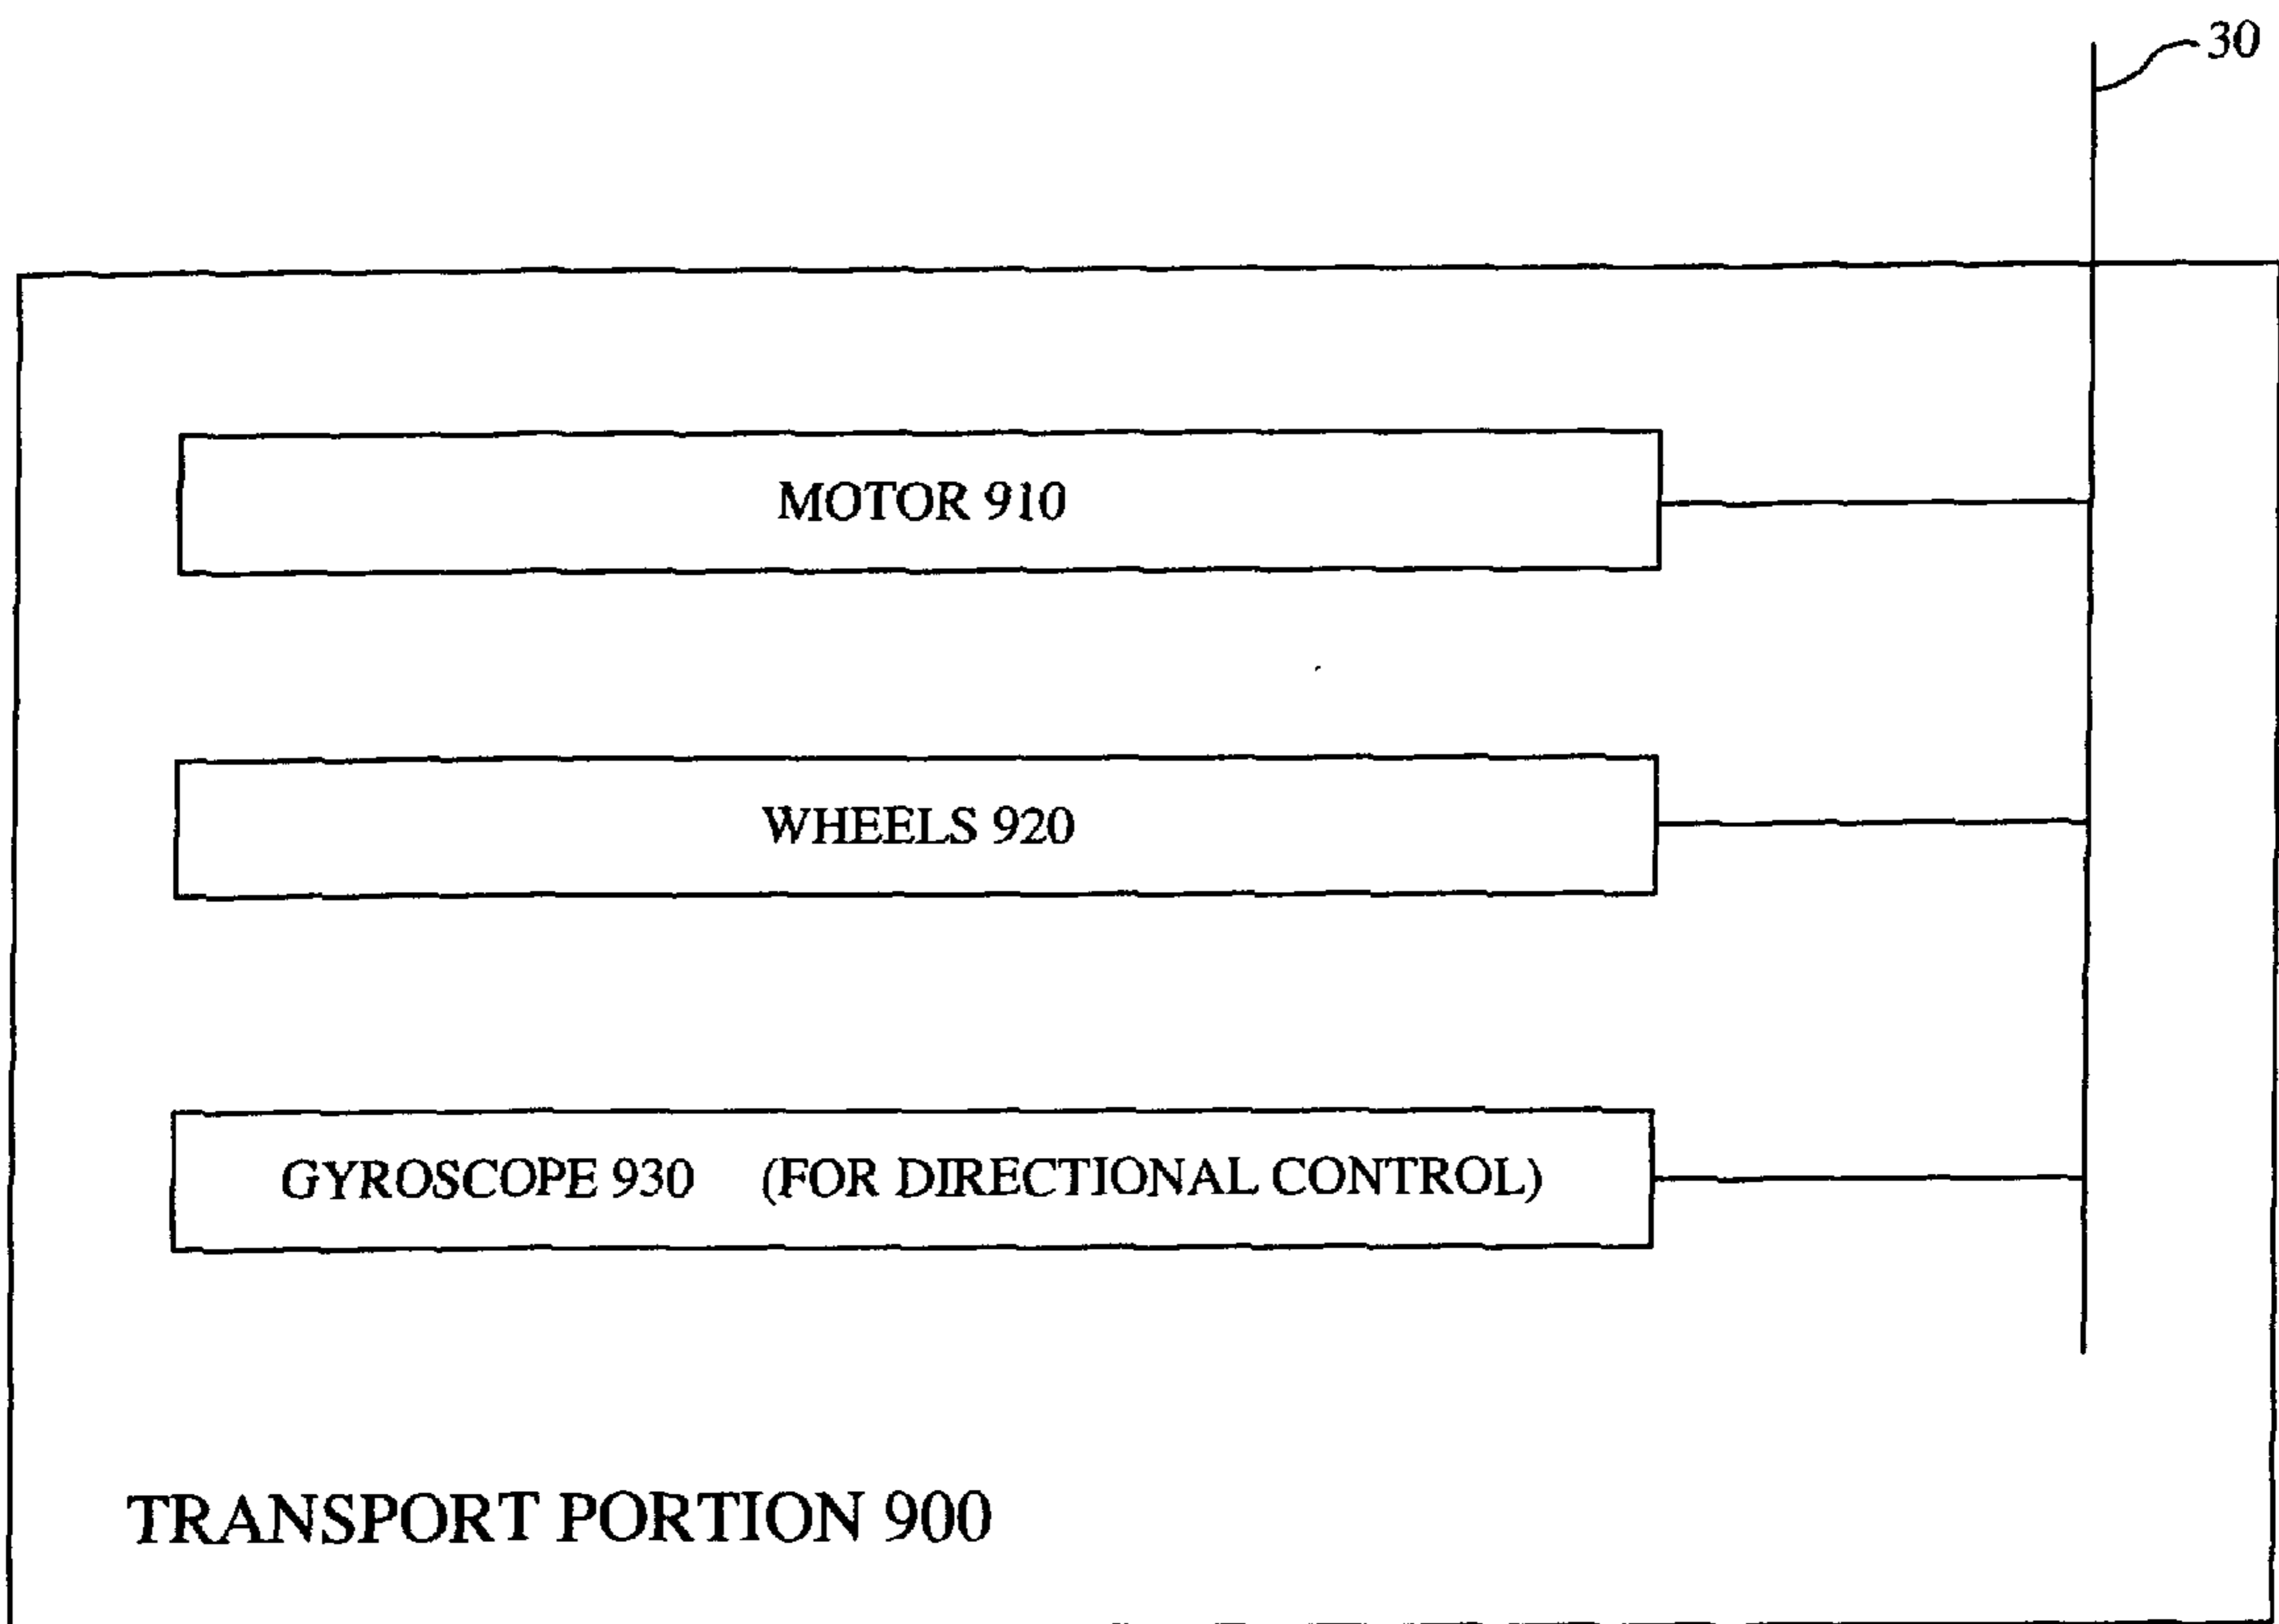 30
MOTOR 910
WHEELS 920
GYROSCOPE 930 (FOR DIRECTIONAL CONTROL)
TRANSPORT PORTION 900